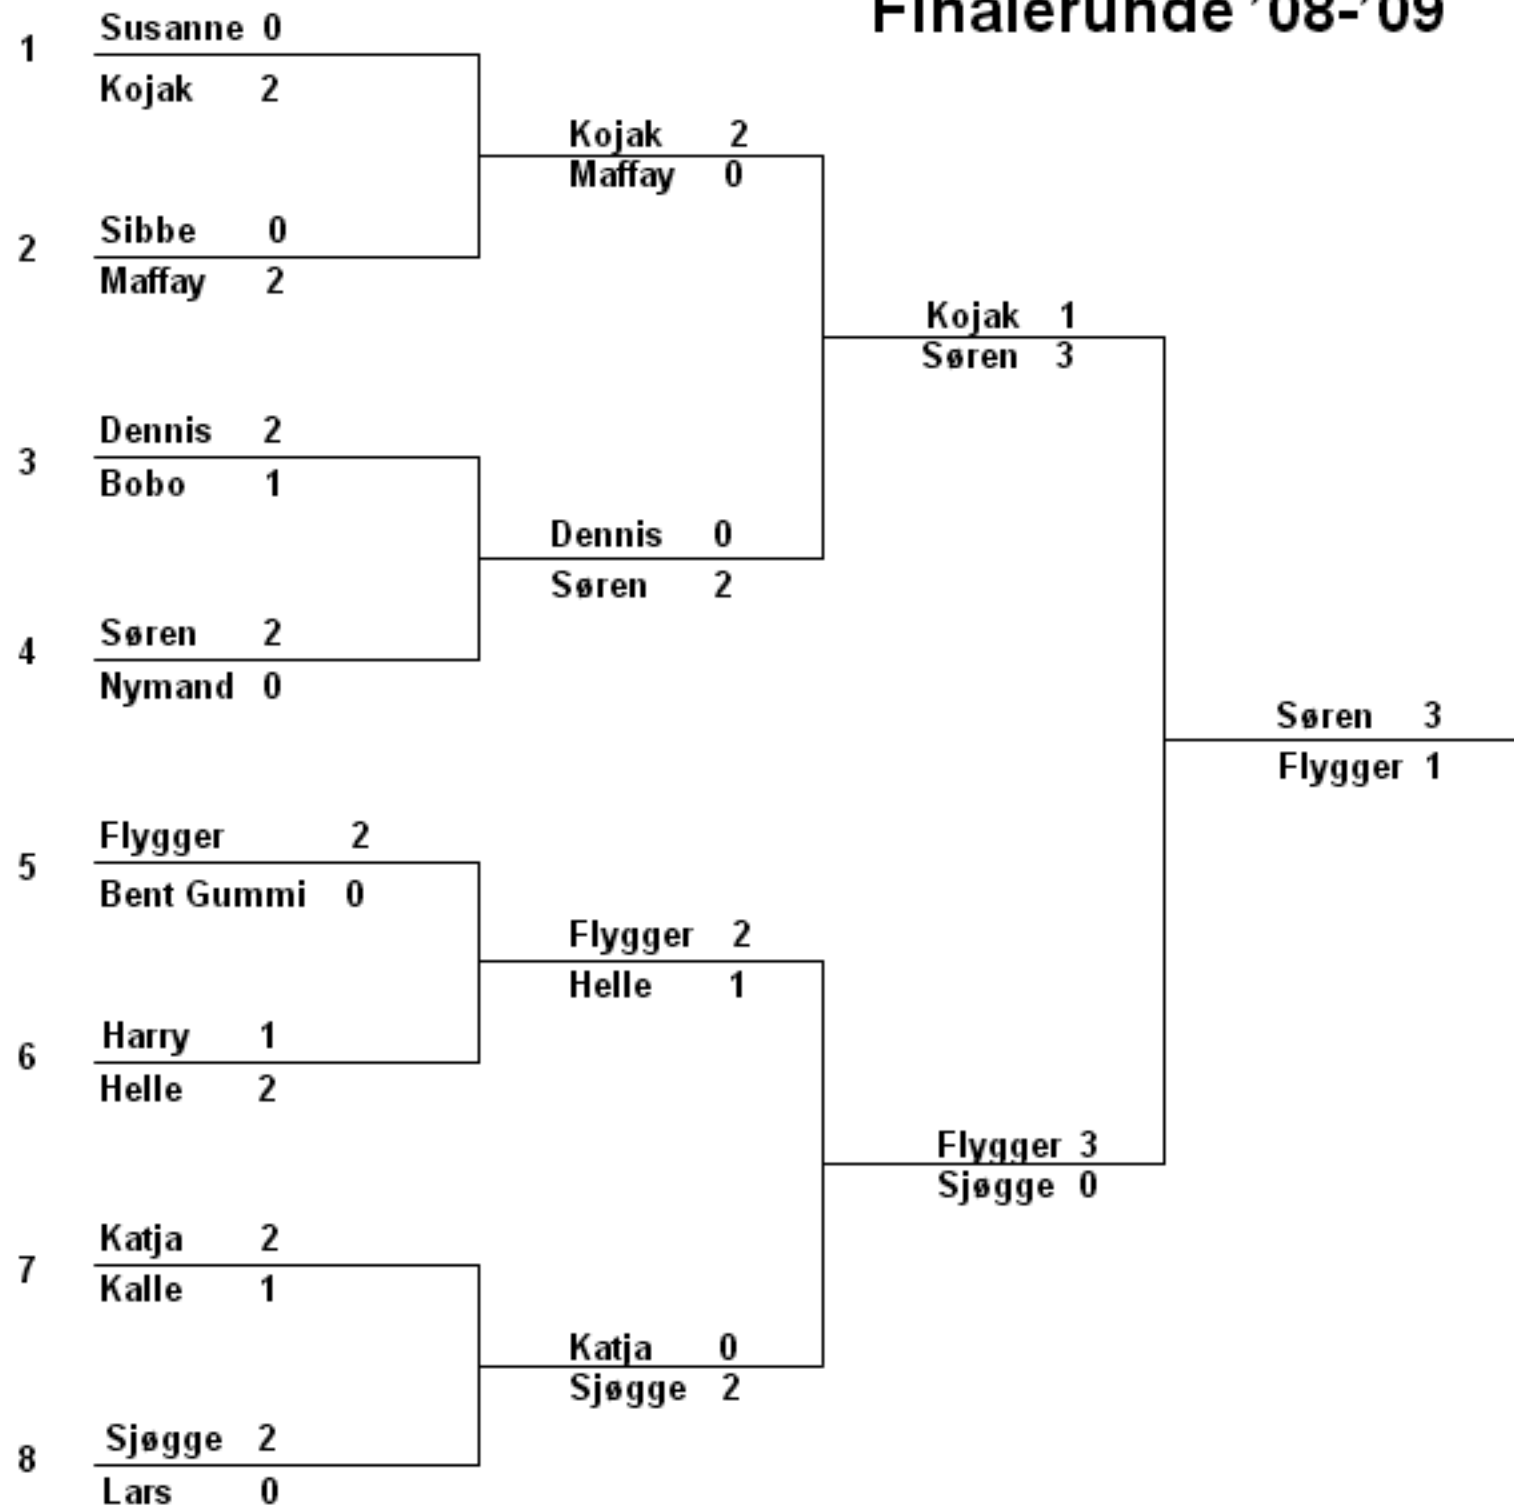 Finalerunde ’08-’09
1
Susanne 0
Kojak 2
2
Sibbe 0
Maffay 2
3
Dennis 2
Bobo 1
4
Søren 2
Nymand 0
5
Flygger 2
Bent Gummi 0
6
Harry 1
Helle 2
7
Katja 2
Kalle 1
8
Sjøgge 2
Lars 0
Kojak 2
Maffay 0
Dennis 0
Søren 2
Flygger 2
Helle 1
Katja 0
Sjøgge 2
Kojak 1
Søren 3
Flygger 3
Sjøgge 0
Søren 3
Flygger 1